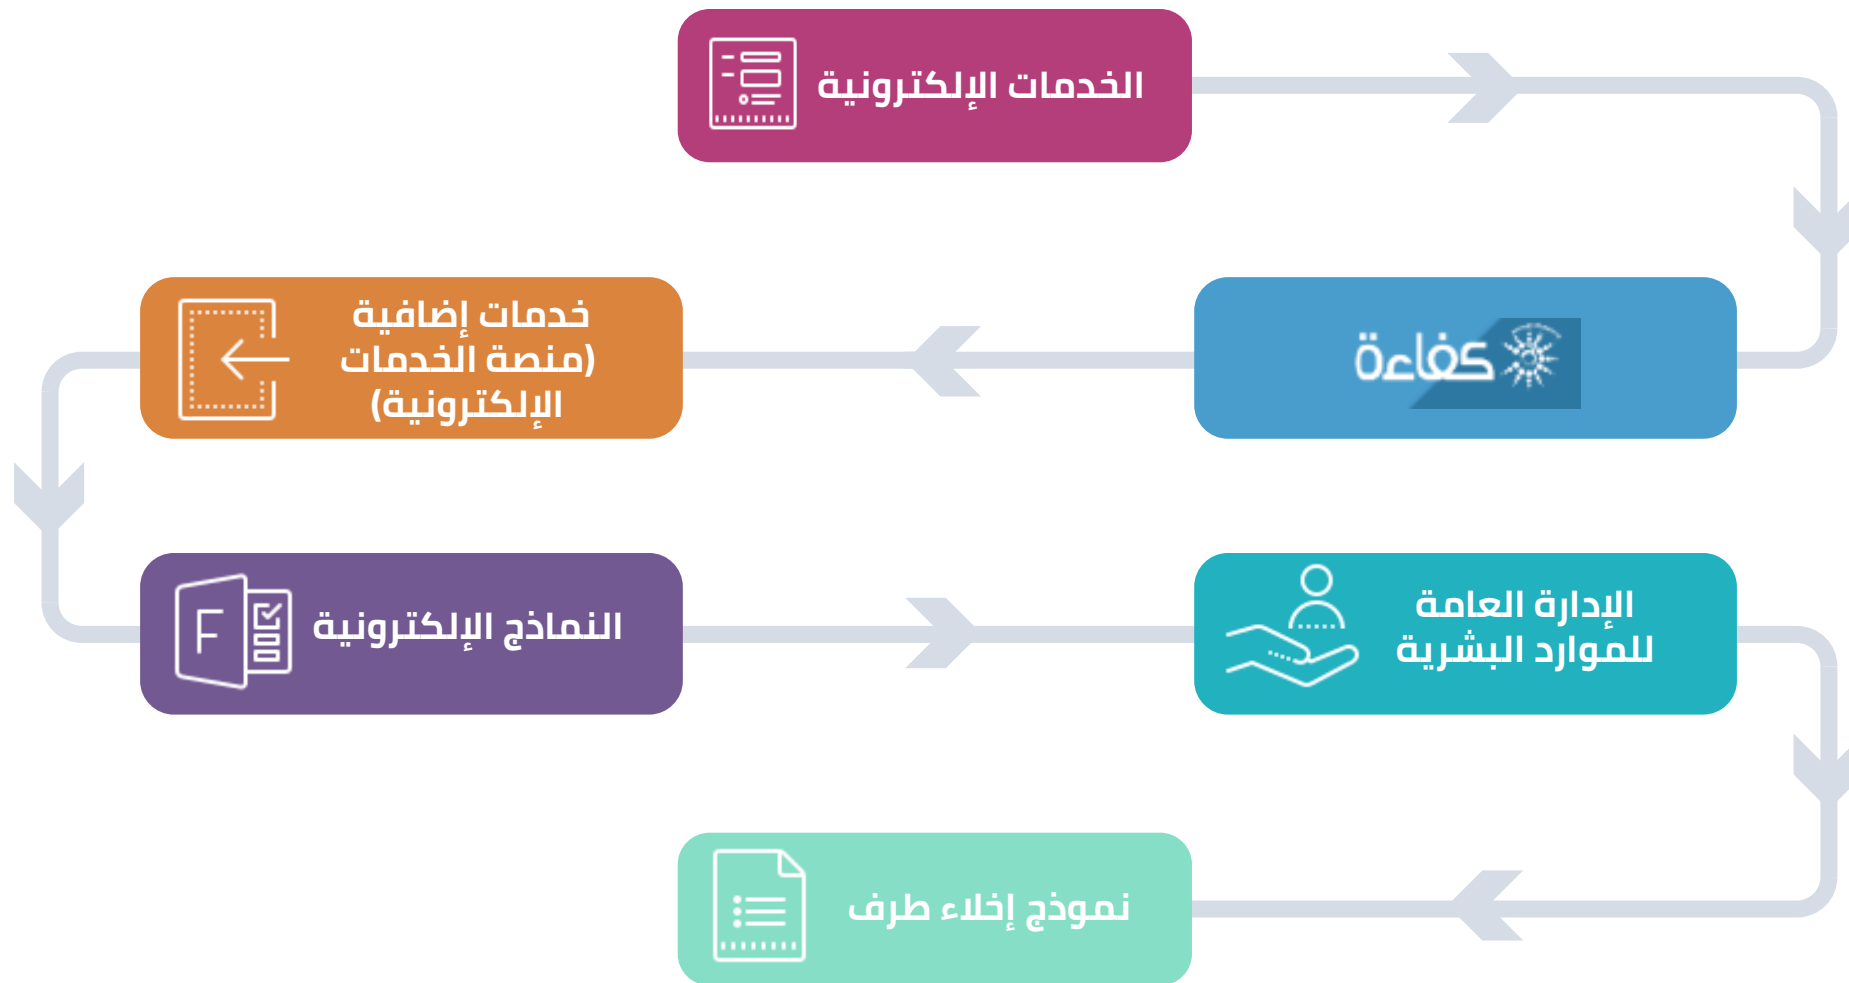 الخدمات الإلكترونية
كفاءة
خدمات إضافية
(منصة الخدمات
الإلكترونية)
F
النماذج الإلكترونية
الإدارة العامة
للموارد البشرية
نموذج إخلاء طرف